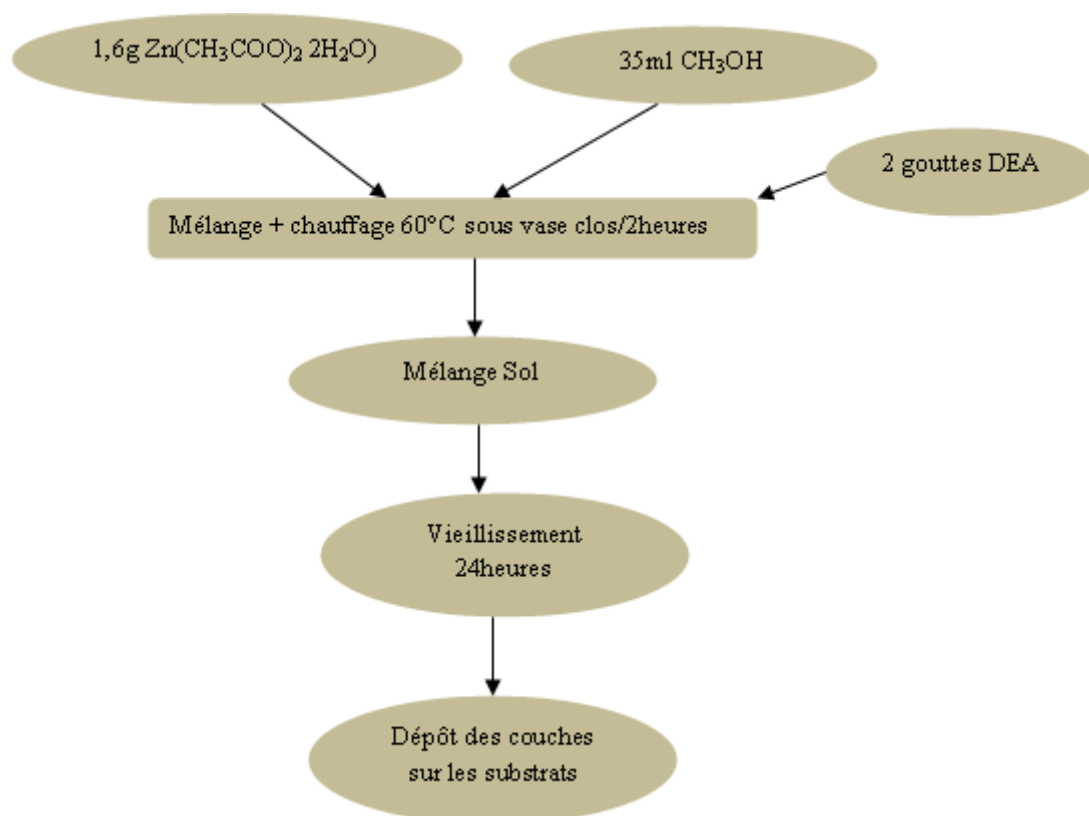 1,6g Zn(CH₃COO)₂ 2H₂O)
35ml CH₃OH
2 gouttes DEA
Mélange + chauffage 60°C sous vase clos/2heures
Mélange Sol
Vieillissement
24heures
Dépôt des couches
sur les substrats